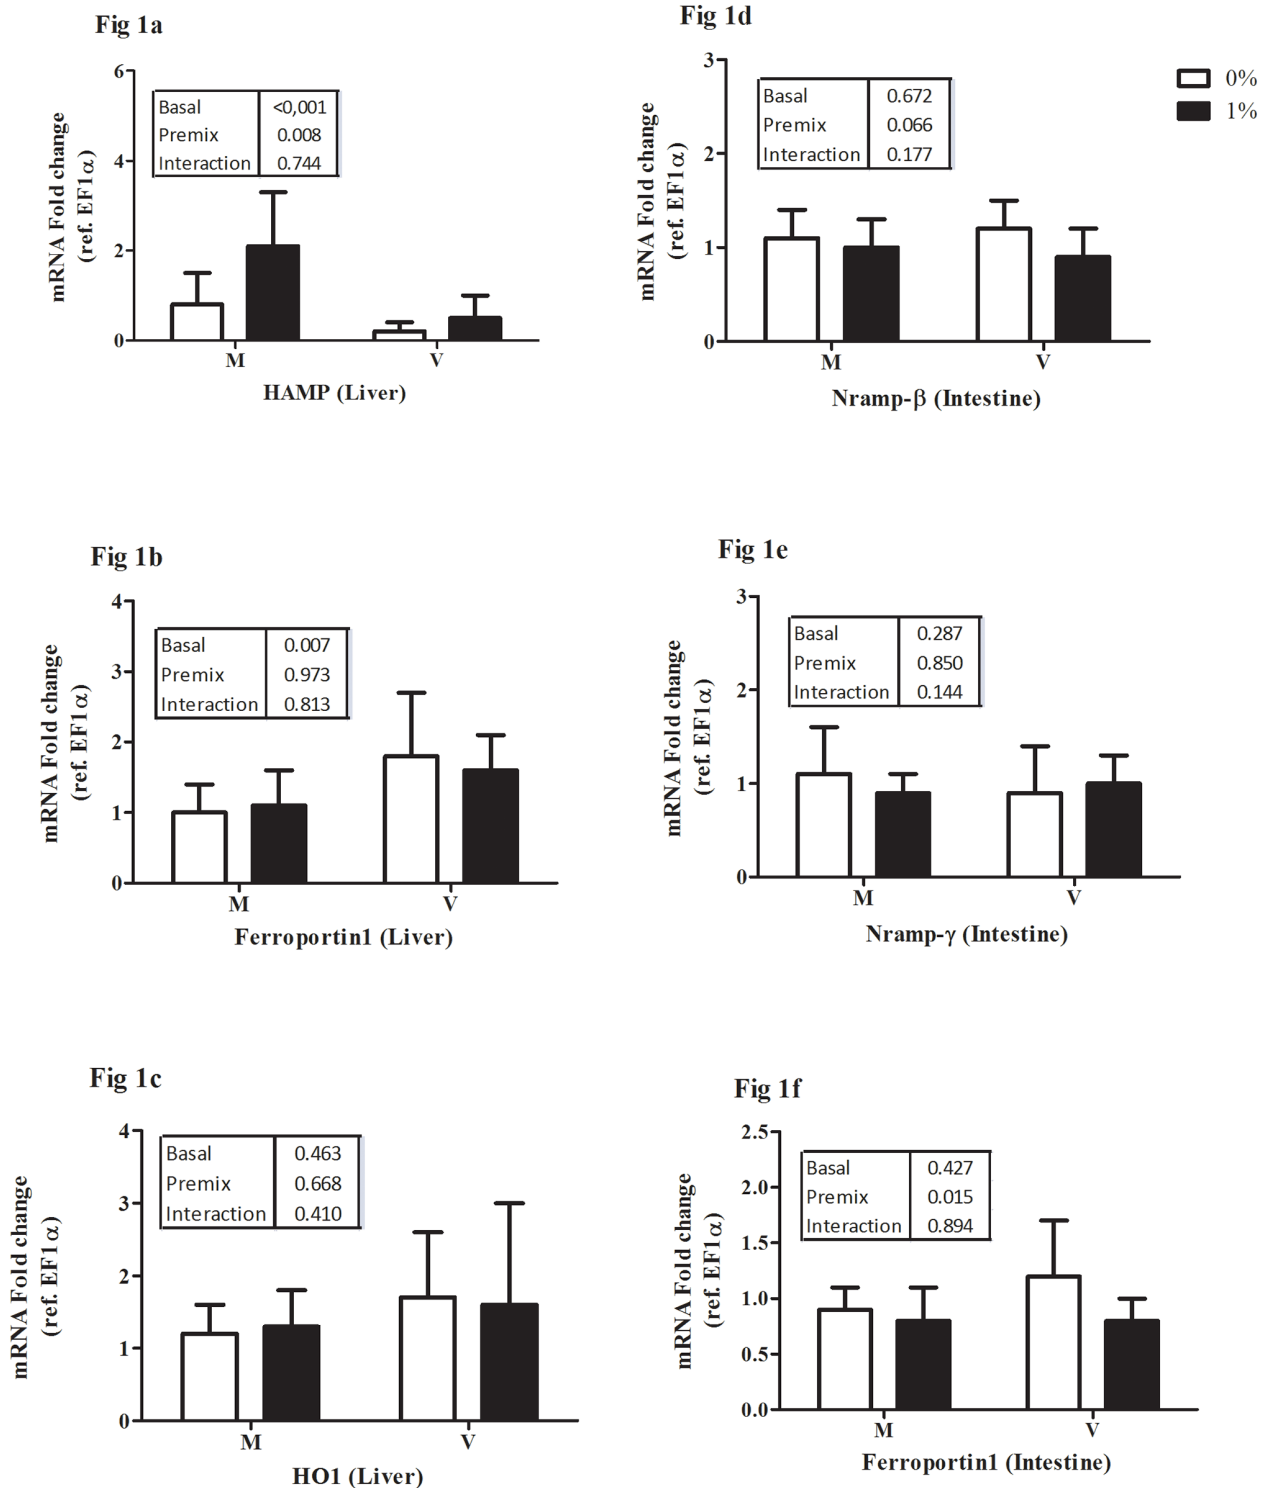 Fig 1a
6
4
2
0
mRNA Fold change
(ref. EF1α)
Basal <0,001
Premix 0.008
Interaction 0.744
M V
HAMP (Liver)
Fig 1d
3
2
1
0
mRNA Fold change
(ref. EF1α)
Basal 0.672
Premix 0.066
Interaction 0.177
M V
Nramp-β (Intestine)
0%
1%
Fig 1b
4
3
2
1
0
mRNA Fold change
(ref. EF1α)
Basal 0.007
Premix 0.973
Interaction 0.813
M V
Ferroportin1 (Liver)
Fig 1e
3
2
1
0
mRNA Fold change
(ref. EF1α)
Basal 0.287
Premix 0.850
Interaction 0.144
M V
Nramp-γ (Intestine)
Fig 1c
4
3
2
1
0
mRNA Fold change
(ref. EF1α)
Basal 0.463
Premix 0.668
Interaction 0.410
M V
HO1 (Liver)
Fig 1f
2.5
2.0
1.5
1.0
0.5
0.0
mRNA Fold change
(ref. EF1α)
Basal 0.427
Premix 0.015
Interaction 0.894
M V
Ferroportin1 (Intestine)